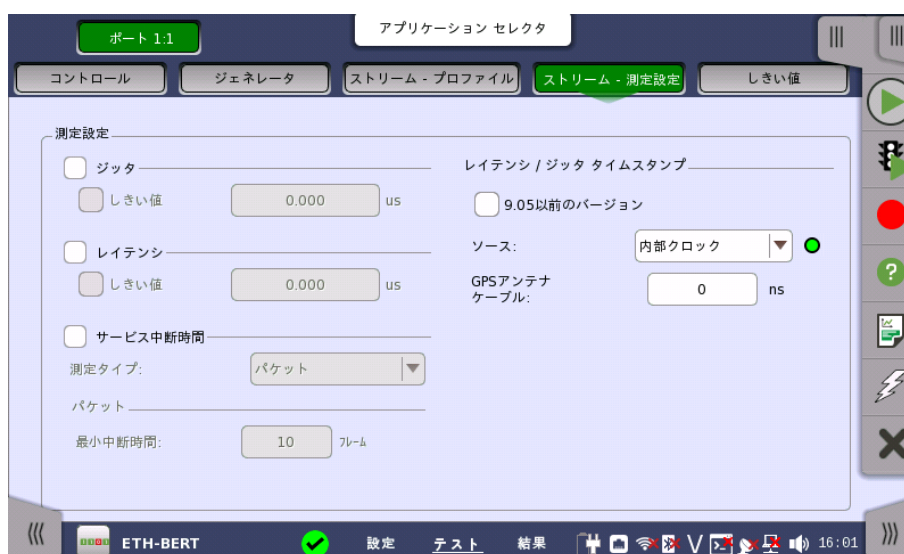 アプリケーション セレクタ
ポート 1:1
コントロール
ジェネレータ
ストリーム - プロファイル
ストリーム - 測定設定
しきい値
測定設定
ジッタ
しきい値 0.000 us
レイテンシ
しきい値 0.000 us
サービス中断時間
測定タイプ: パケット
パケット
最小中断時間: 10 フレーム
レイテンシ / ジッタ タイムスタンプ
9.05以前のバージョン
ソース: 内部クロック
GPSアンテナ
ケーブル: 0 ns
ETH-BERT
設定
テスト
結果
16:01